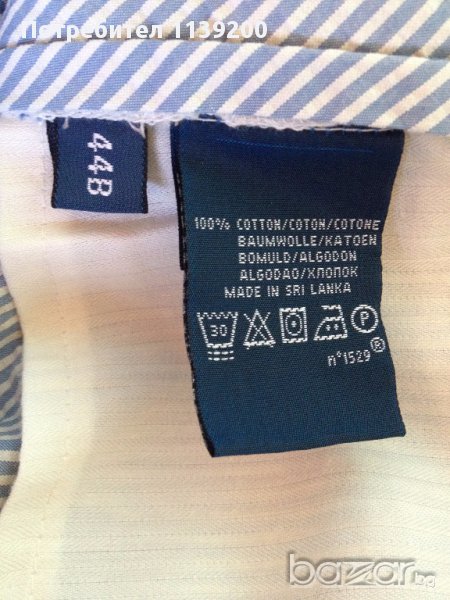 Потребител 1139200
44B
100% COTTON/COTON/COTONE
BAUMWOLLE/KATOEN
BOMULD/ALGODON
ALGODAO/ХЛОПОК
MADE IN SRI LANKA
30 P
n°1529®
bazar.bg